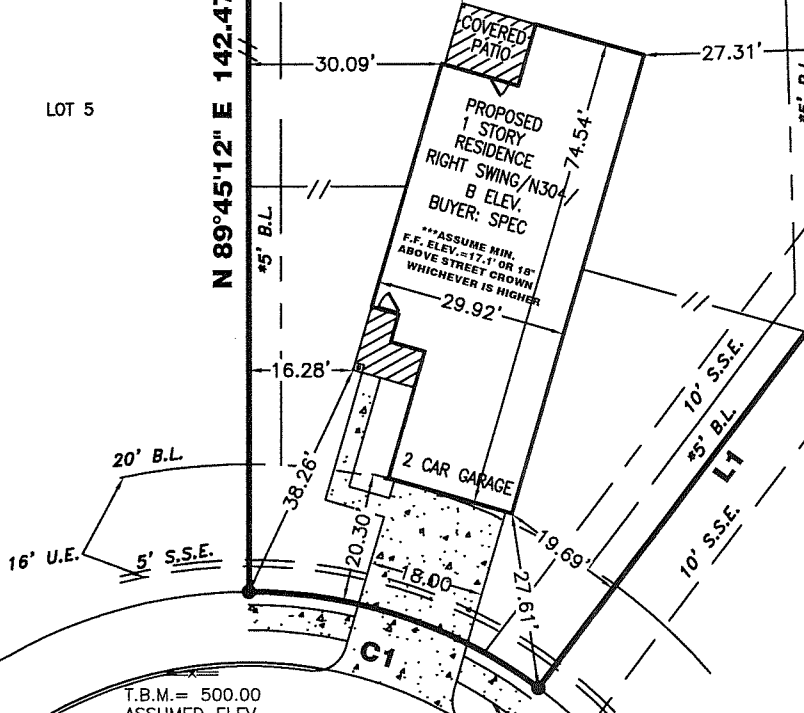 COVERED
PATIO
30.09'
27.31'
LOT 5
N 89°45'12" E 142.47
PROPOSED
1 STORY
RESIDENCE
RIGHT SWING/N304
B ELEV.
BUYER: SPEC
74.54'
***ASSUME MIN.
F.F. ELEV.=17.1' OR 18"
ABOVE STREET CROWN
WHICHEVER IS HIGHER
*5' B.L.
29.92'
16.28'
10' S.S.E.
*5' B.L.
L1
20' B.L.
38.26'
2 CAR GARAGE
20.30'
19.69'
10' S.S.E.
16' U.E.
5' S.S.E.
18.00
27.61'
C1
T.B.M.= 500.00
ASSUMED ELEV